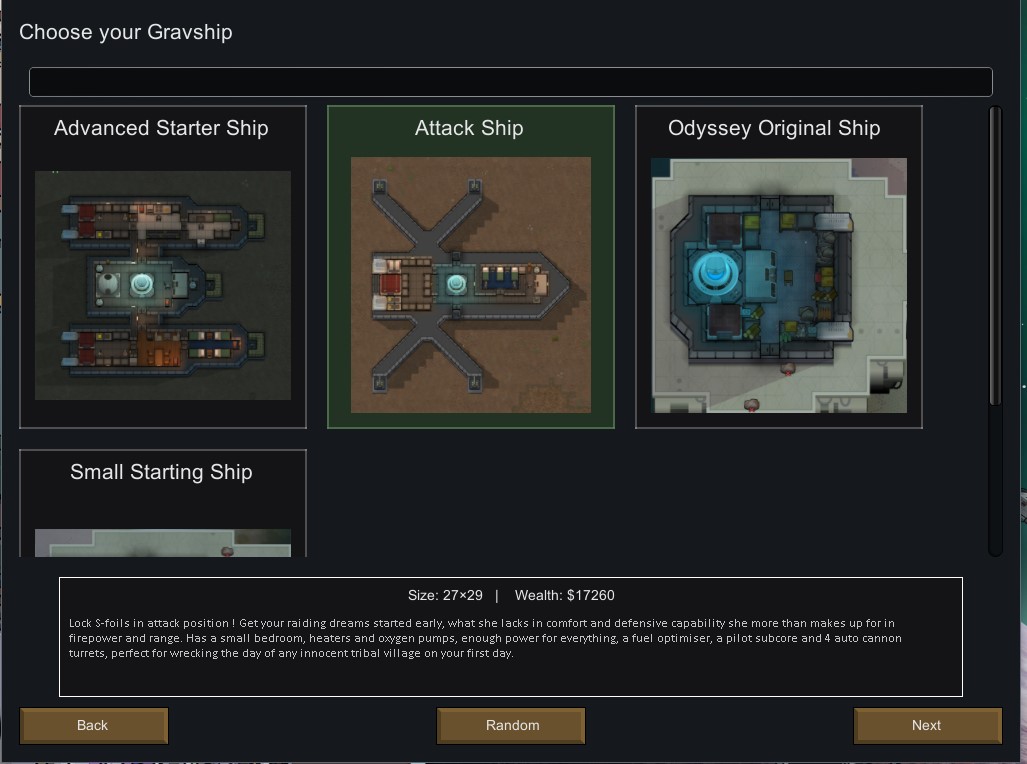 Choose your Gravship
Advanced Starter Ship
Attack Ship
Odyssey Original Ship
Small Starting Ship
Size: 27×29 | Wealth: $17260
Lock S-foils in attack position ! Get your raiding dreams started early, what she lacks in comfort and defensive capability she more than makes up for in
firepower and range. Has a small bedroom, heaters and oxygen pumps, enough power for everything, a fuel optimiser, a pilot subcore and 4 auto cannon
turrets, perfect for wrecking the day of any innocent tribal village on your first day.
Back
Random
Next